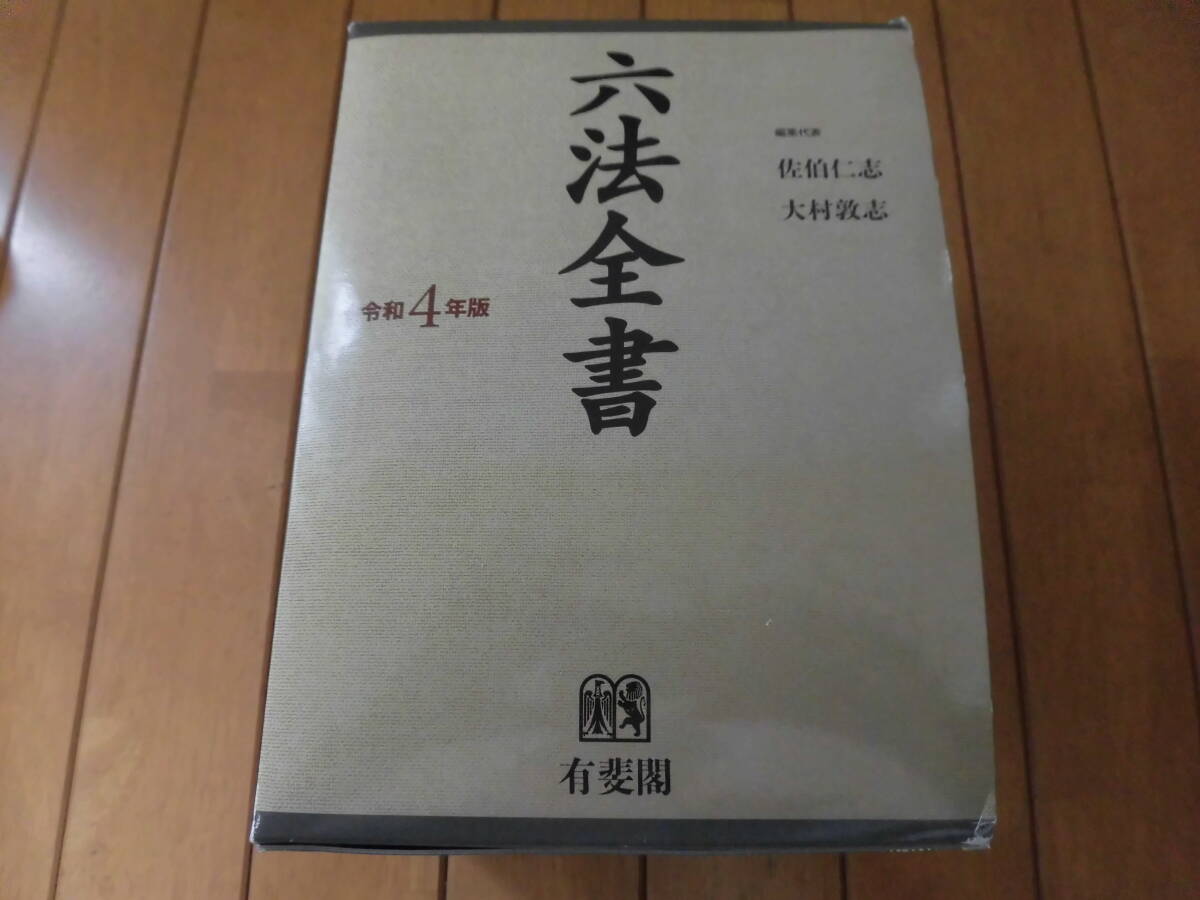 編集代表
佐伯仁志
大村敦志
六法全書
令和4年版
有斐閣